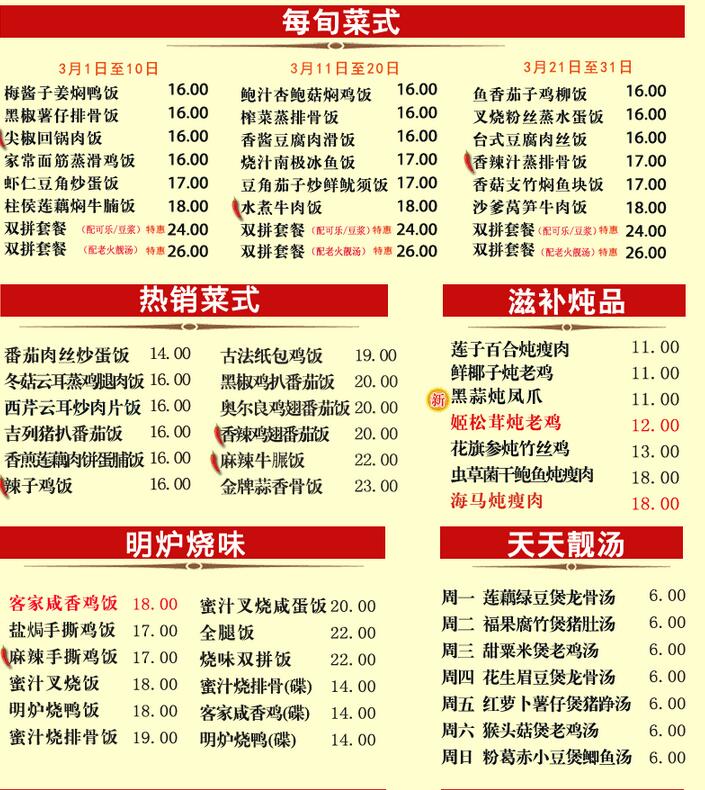 每旬菜式
3月1日至10日
梅酱子姜焖鸭饭 16.00
黑椒薯仔排骨饭 16.00
尖椒回锅肉饭 16.00
家常面筋蒸滑鸡饭 16.00
虾仁豆角炒蛋饭 17.00
柱侯莲藕焖牛腩饭 18.00
双拼套餐 (配可乐/豆浆) 特惠 24.00
双拼套餐 (配老火靓汤) 特惠 26.00
3月11日至20日
鲍汁杏鲍菇焖鸡饭 16.00
榨菜蒸排骨饭 16.00
香酱豆腐肉滑饭 16.00
烧汁南极冰鱼饭 17.00
豆角茄子炒鲜鱿须饭 17.00
水煮牛肉饭 18.00
双拼套餐 (配可乐/豆浆) 特惠 24.00
双拼套餐 (配老火靓汤) 特惠 26.00
3月21日至31日
鱼香茄子鸡柳饭 16.00
叉烧粉丝蒸水蛋饭 16.00
台式豆腐肉丝饭 16.00
香辣汁蒸排骨饭 17.00
香菇支竹焖鱼块饭 17.00
沙爹莴笋牛肉饭 18.00
双拼套餐 (配可乐/豆浆) 特惠 24.00
双拼套餐 (配老火靓汤) 特惠 26.00
热销菜式
番茄肉丝炒蛋饭 14.00
冬菇云耳蒸鸡腿肉饭 16.00
西芹云耳炒肉片饭 16.00
吉列猪扒番茄饭 16.00
香煎莲藕肉饼蛋脯饭 16.00
辣子鸡饭 16.00
古法纸包鸡饭 19.00
黑椒鸡扒番茄饭 20.00
奥尔良鸡翅番茄饭 20.00
香辣鸡翅番茄饭 20.00
麻辣牛𦟌饭 22.00
金牌蒜香骨饭 23.00
滋补炖品
莲子百合炖瘦肉 11.00
鲜椰子炖老鸡 11.00
新 黑蒜炖凤爪 11.00
姬松茸炖老鸡 12.00
花旗参炖竹丝鸡 13.00
虫草菌干鲍鱼炖瘦肉 18.00
海马炖瘦肉 18.00
明炉烧味
客家咸香鸡饭 18.00
盐焗手撕鸡饭 17.00
麻辣手撕鸡饭 17.00
蜜汁叉烧饭 18.00
明炉烧鸭饭 18.00
蜜汁烧排骨饭 19.00
蜜汁叉烧咸蛋饭 20.00
全腿饭 22.00
烧味双拼饭 22.00
蜜汁烧排骨(碟) 14.00
客家咸香鸡(碟) 14.00
明炉烧鸭(碟) 14.00
天天靓汤
周一 莲藕绿豆煲龙骨汤 6.00
周二 福果腐竹煲猪肚汤 6.00
周三 甜粟米煲老鸡汤 6.00
周四 花生眉豆煲龙骨汤 6.00
周五 红萝卜薯仔煲猪踭汤 6.00
周六 猴头菇煲老鸡汤 6.00
周日 粉葛赤小豆煲鲫鱼汤 6.00